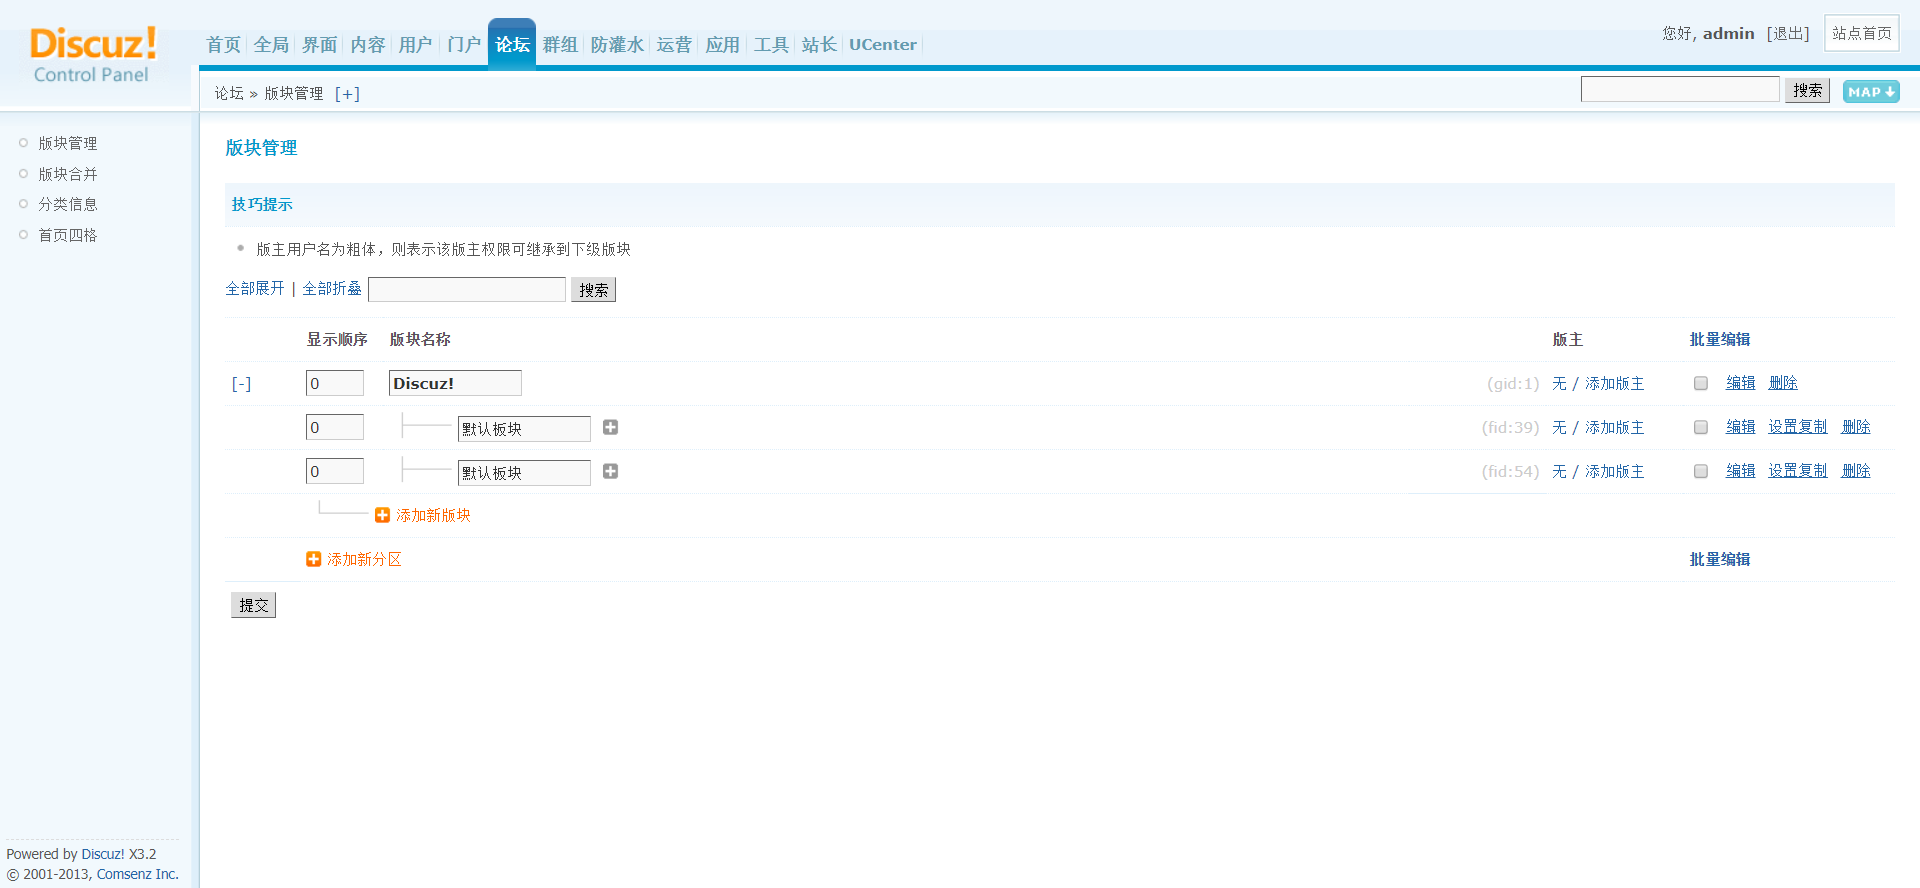 Discuz!
Control Panel
首页 全局 界面 内容 用户 门户 论坛 群组 防灌水 运营 应用 工具 站长 UCenter
您好, admin [退出] 站点首页
论坛 » 版块管理 [+]
搜索 MAP
版块管理
版块合并
分类信息
首页四格
版块管理
技巧提示
版主用户名为粗体，则表示该版主权限可继承到下级版块
全部展开 | 全部折叠 搜索
显示顺序 版块名称 版主 批量编辑
[-] 0 Discuz! (gid:1) 无 / 添加版主 编辑 删除
0 默认板块 (fid:39) 无 / 添加版主 编辑 设置复制 删除
0 默认板块 (fid:54) 无 / 添加版主 编辑 设置复制 删除
添加新版块
添加新分区 批量编辑
提交
Powered by Discuz! X3.2
© 2001-2013, Comsenz Inc.